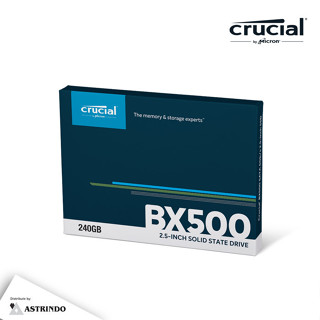 crucial
by Micron
crucial
by Micron
The memory & storage experts™
BX500
2.5-INCH SOLID STATE DRIVE
240GB
Distribute by
ASTRINDO